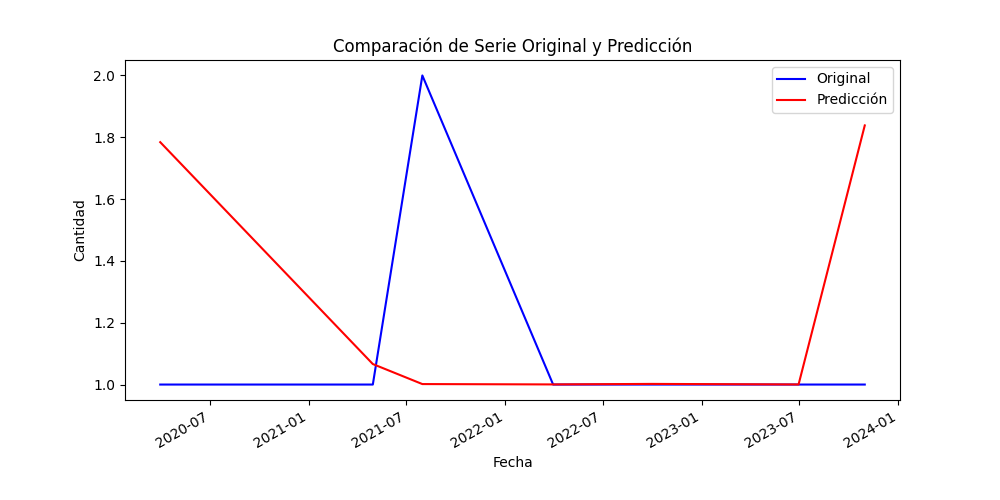 Comparación de Serie Original y Predicción
Original
Predicción
2.0
1.8
1.6
1.4
1.2
1.0
Cantidad
2020-07
2021-01
2021-07
2022-01
2022-07
2023-01
2023-07
2024-01
Fecha